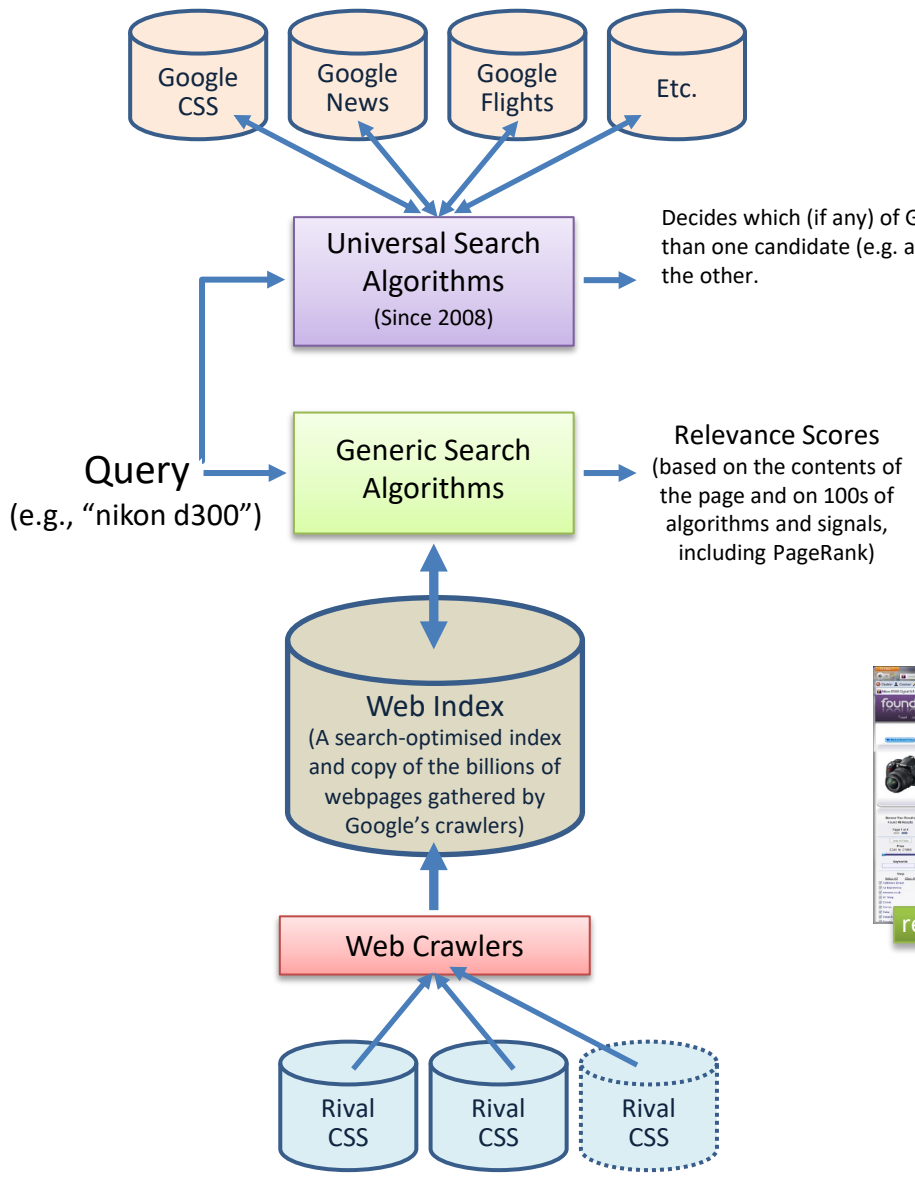 Google
CSS
Google
News
Google
Flights
Etc.
Universal Search
Algorithms
(Since 2008)
Decides which (if any) of G
than one candidate (e.g. a
the other.
Query
(e.g., “nikon d300”)
Generic Search
Algorithms
Relevance Scores
(based on the contents of
the page and on 100s of
algorithms and signals,
including PageRank)
Web Index
(A search-optimised index
and copy of the billions of
webpages gathered by
Google’s crawlers)
found
re
Web Crawlers
Rival
CSS
Rival
CSS
Rival
CSS